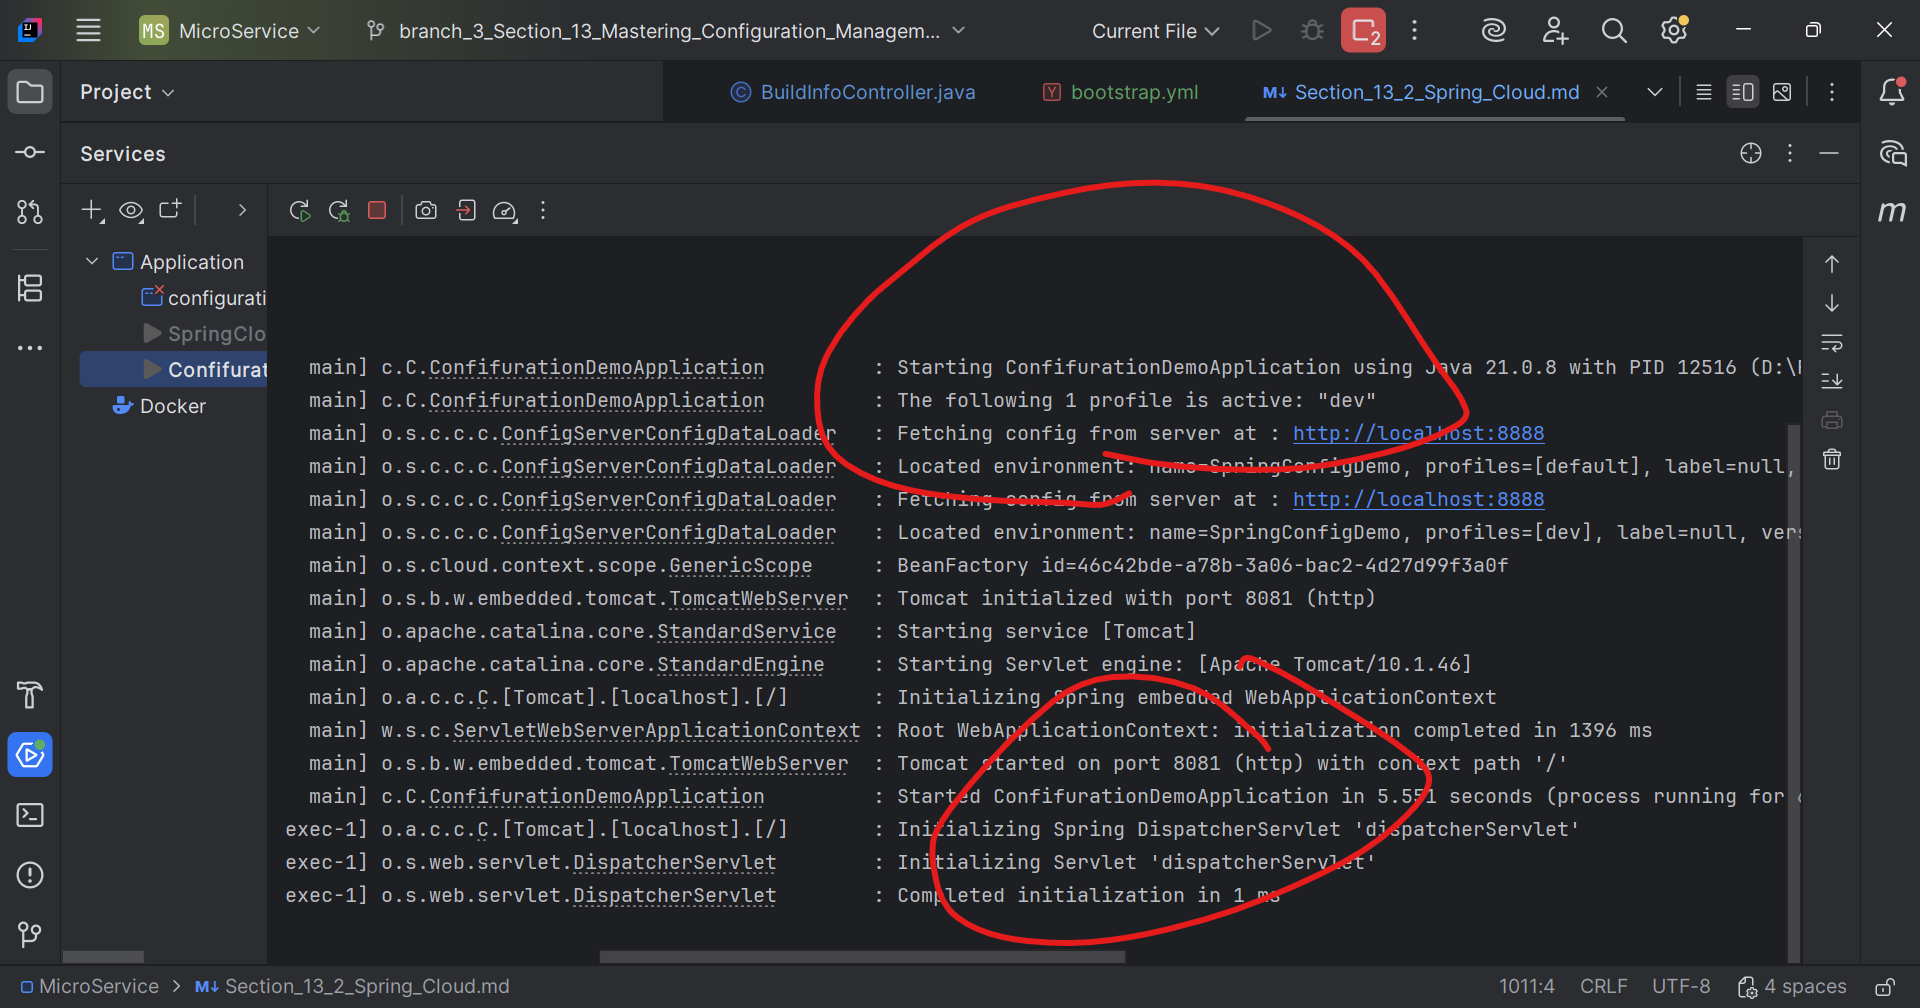 MS MicroService branch_3_Section_13_Mastering_Configuration_Managem... Current File 2
Project BuildInfoController.java bootstrap.yml M↓ Section_13_2_Spring_Cloud.md
Services
Application
configurati
SpringClo
Confifurat
Docker
main] c.C.ConfifurationDemoApplication : Starting ConfifurationDemoApplication using Java 21.0.8 with PID 12516 (D:\
main] c.C.ConfifurationDemoApplication : The following 1 profile is active: "dev"
main] o.s.c.c.c.ConfigServerConfigDataLoader : Fetching config from server at : http://localhost:8888
main] o.s.c.c.c.ConfigServerConfigDataLoader : Located environment: name=SpringConfigDemo, profiles=[default], label=null,
main] o.s.c.c.c.ConfigServerConfigDataLoader : Fetching config from server at : http://localhost:8888
main] o.s.c.c.c.ConfigServerConfigDataLoader : Located environment: name=SpringConfigDemo, profiles=[dev], label=null, ver
main] o.s.cloud.context.scope.GenericScope : BeanFactory id=46c42bde-a78b-3a06-bac2-4d27d99f3a0f
main] o.s.b.w.embedded.tomcat.TomcatWebServer : Tomcat initialized with port 8081 (http)
main] o.apache.catalina.core.StandardService : Starting service [Tomcat]
main] o.apache.catalina.core.StandardEngine : Starting Servlet engine: [Apache Tomcat/10.1.46]
main] o.a.c.c.C.[Tomcat].[localhost].[/] : Initializing Spring embedded WebApplicationContext
main] w.s.c.ServletWebServerApplicationContext : Root WebApplicationContext: initialization completed in 1396 ms
main] o.s.b.w.embedded.tomcat.TomcatWebServer : Tomcat started on port 8081 (http) with context path '/'
main] c.C.ConfifurationDemoApplication : Started ConfifurationDemoApplication in 5.551 seconds (process running for
exec-1] o.a.c.c.C.[Tomcat].[localhost].[/] : Initializing Spring DispatcherServlet 'dispatcherServlet'
exec-1] o.s.web.servlet.DispatcherServlet : Initializing Servlet 'dispatcherServlet'
exec-1] o.s.web.servlet.DispatcherServlet : Completed initialization in 1 ms
MicroService > M↓ Section_13_2_Spring_Cloud.md 1011:4 CRLF UTF-8 4 spaces